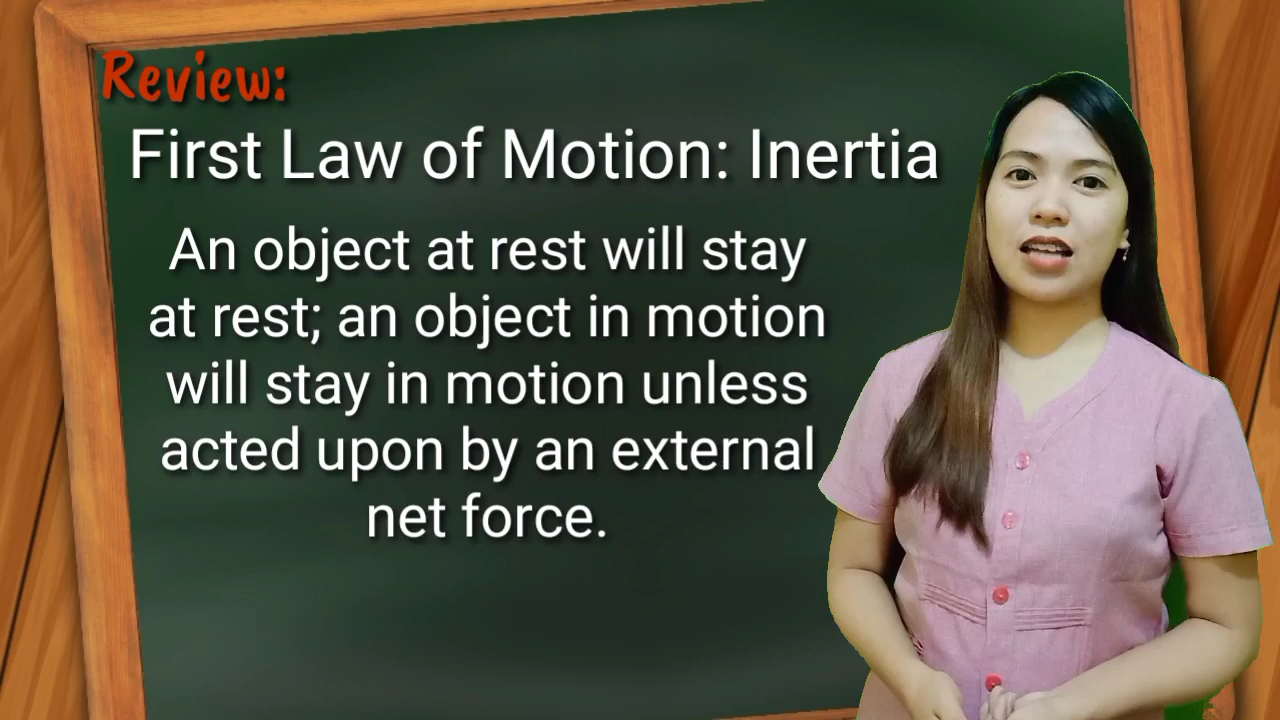 Review:
First Law of Motion: Inertia
An object at rest will stay
at rest; an object in motion
will stay in motion unless
acted upon by an external
net force.